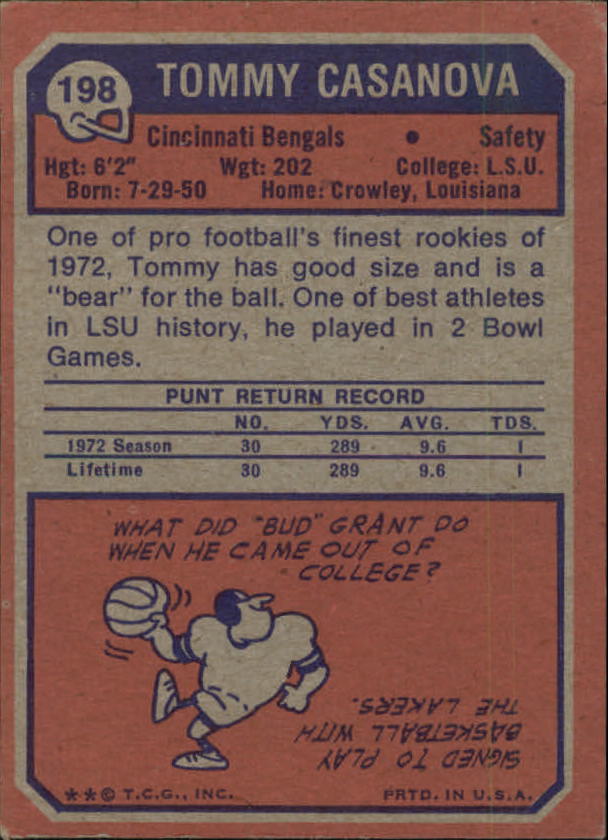 198 TOMMY CASANOVA
Cincinnati Bengals • Safety
Hgt: 6'2" Wgt: 202 College: L.S.U.
Born: 7-29-50 Home: Crowley, Louisiana
One of pro football's finest rookies of
1972, Tommy has good size and is a
"bear" for the ball. One of best athletes
in LSU history, he played in 2 Bowl
Games.
PUNT RETURN RECORD
NO. YDS. AVG. TDS.
1972 Season 30 289 9.6 1
Lifetime 30 289 9.6 1
WHAT DID "BUD" GRANT DO
WHEN HE CAME OUT OF
COLLEGE?
SIGNED TO PLAY
BASKETBALL WITH
THE LAKERS.
**© T.C.G., INC. PRTD. IN U.S.A.